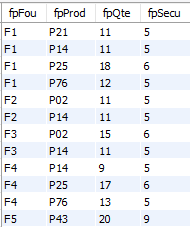 fpFou fpProd fpQte fpSecu
F1 P21 11 5
F1 P14 11 5
F1 P25 18 6
F1 P76 12 5
F2 P02 11 5
F2 P14 11 5
F3 P02 15 6
F3 P14 11 5
F4 P14 9 5
F4 P25 17 6
F4 P76 13 5
F5 P43 20 9